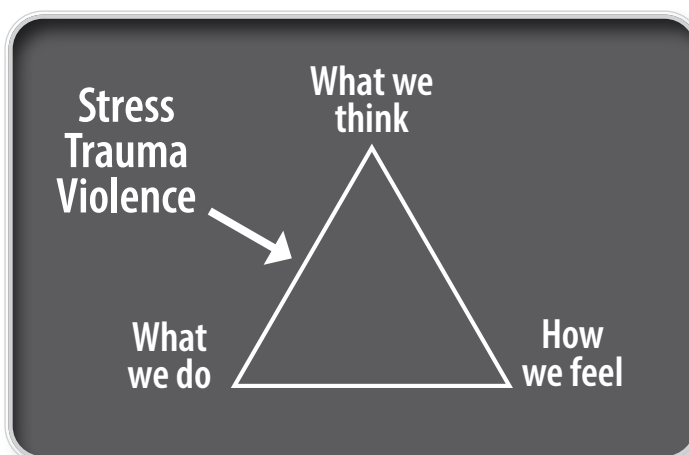 What we
think
Stress
Trauma
Violence
What
we do
How
we feel